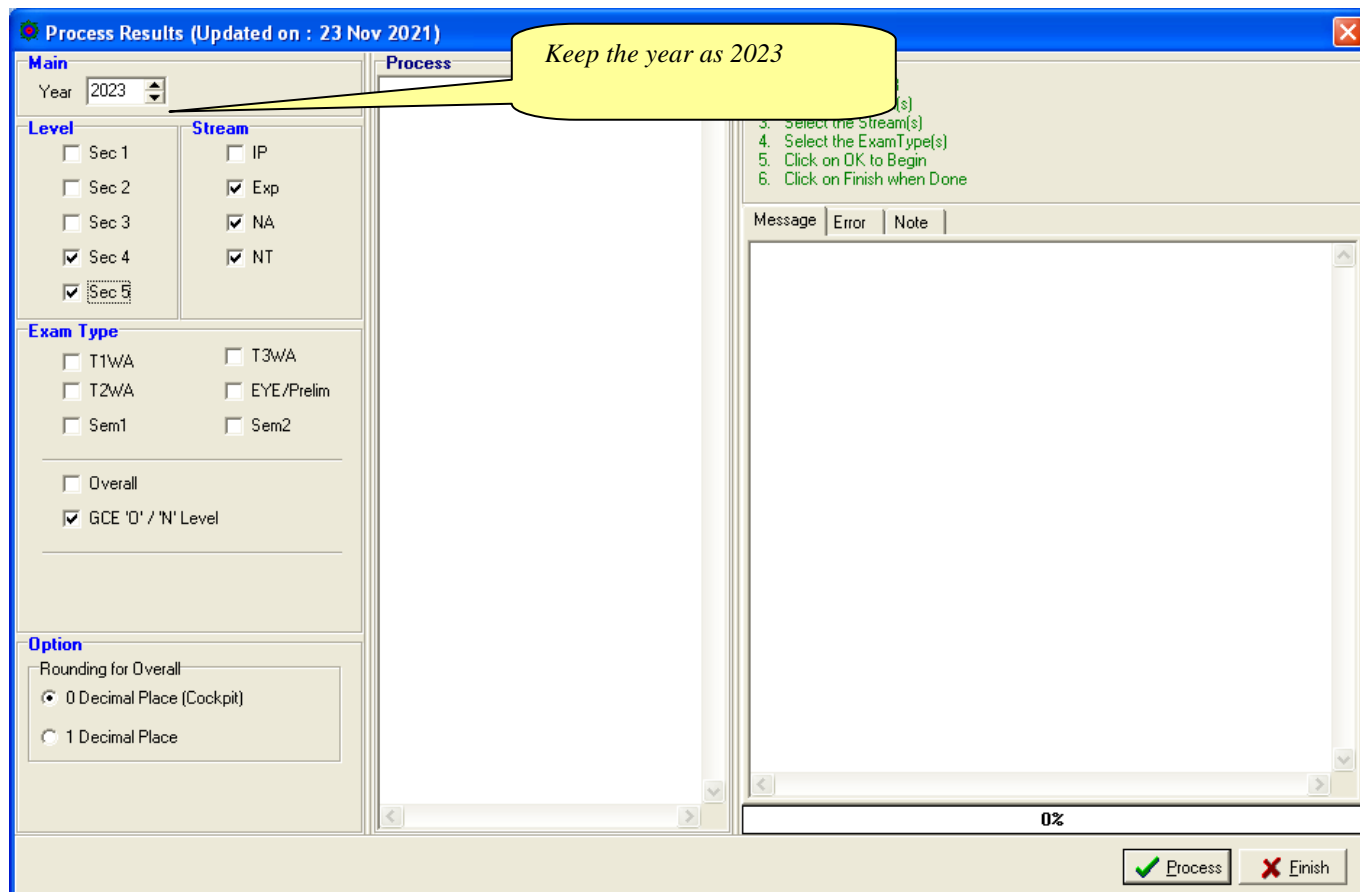 Process Results (Updated on : 23 Nov 2021)
Keep the year as 2023
Main
Year 2023
Level
Sec 1
Sec 2
Sec 3
Sec 4
Sec 5
Stream
IP
Exp
NA
NT
Exam Type
T1WA
T3WA
T2WA
EYE/Prelim
Sem1
Sem2
Overall
GCE 'O' / 'N' Level
Option
Rounding for Overall
0 Decimal Place (Cockpit)
1 Decimal Place
Process
(s)
3. Select the Stream(s)
4. Select the ExamType(s)
5. Click on OK to Begin
6. Click on Finish when Done
Message Error Note
0%
Process Finish